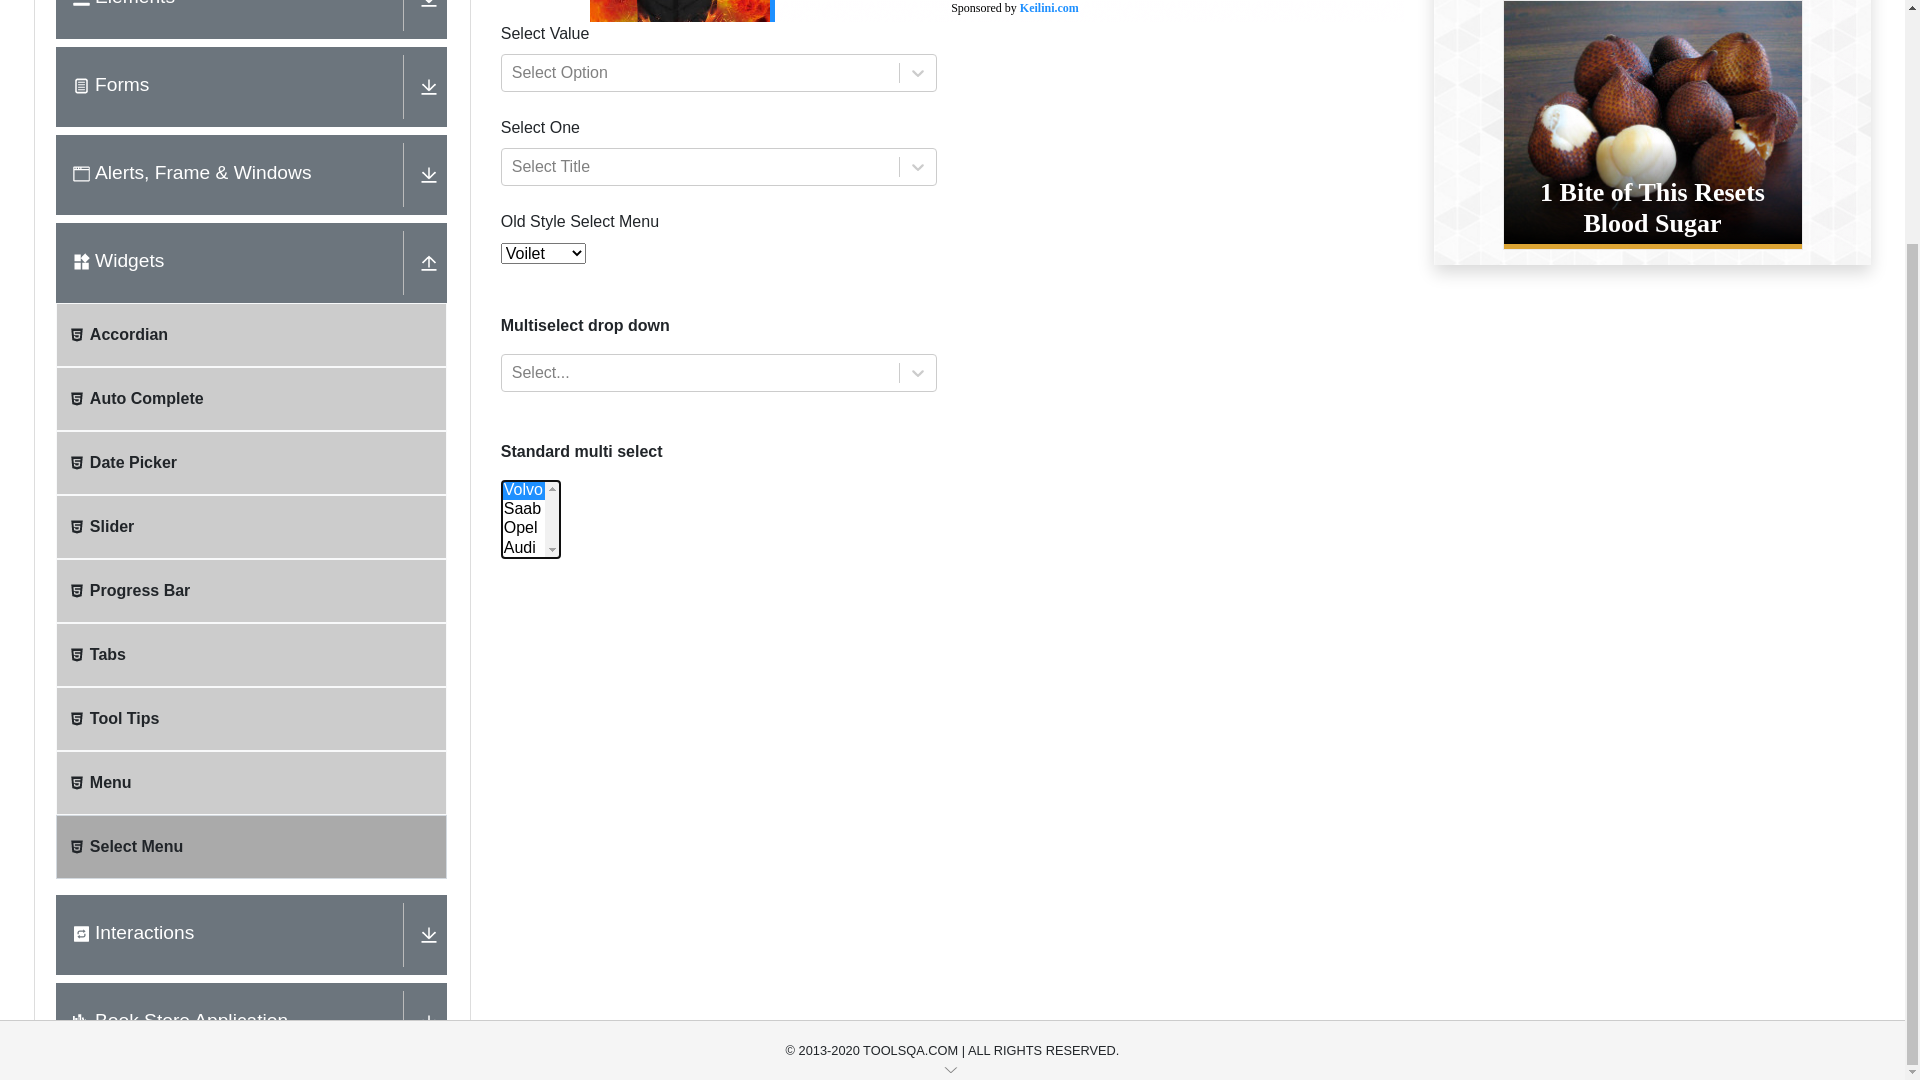 Elements
Forms
Alerts, Frame & Windows
Widgets
Accordian
Auto Complete
Date Picker
Slider
Progress Bar
Tabs
Tool Tips
Menu
Select Menu
Interactions
Book Store Application
Sponsored by Keilini.com
Select Value
Select Option
Select One
Select Title
Old Style Select Menu
Voilet
Multiselect drop down
Select...
Standard multi select
Volvo
Saab
Opel
Audi
1 Bite of This Resets
Blood Sugar
© 2013-2020 TOOLSQA.COM | ALL RIGHTS RESERVED.